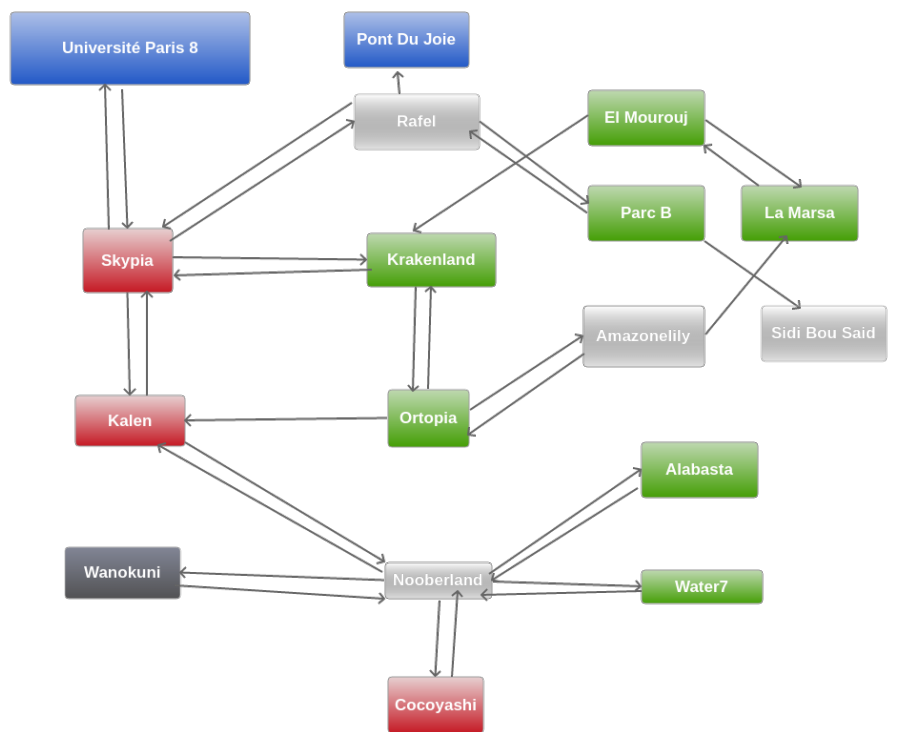 Université Paris 8
Pont Du Joie
Rafel
El Mourouj
Parc B
La Marsa
Skypia
Krakenland
Amazonelily
Sidi Bou Said
Kalen
Ortopia
Alabasta
Wanokuni
Nooberland
Water7
Cocoyashi